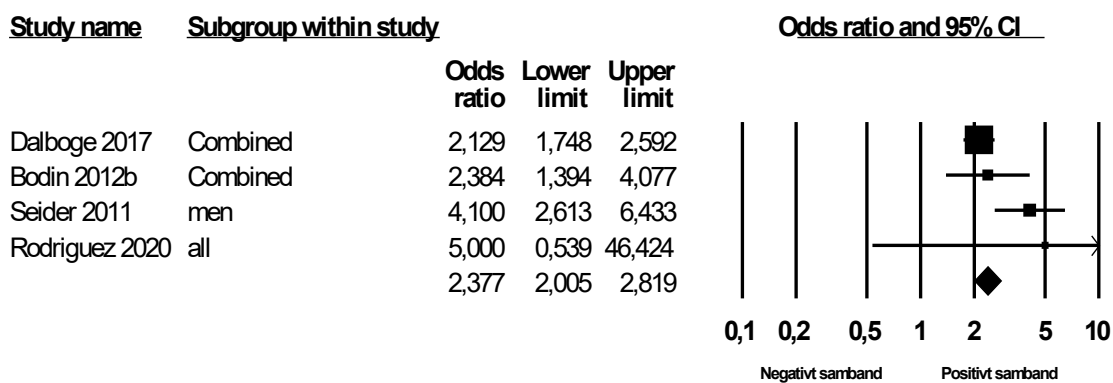 Study name Subgroup within study Odds ratio and 95% CI
Odds Lower Upper
ratio limit limit
Dalboge 2017 Combined 2,129 1,748 2,592
Bodin 2012b Combined 2,384 1,394 4,077
Seider 2011 men 4,100 2,613 6,433
Rodriguez 2020 all 5,000 0,539 46,424
2,377 2,005 2,819
0,1 0,2 0,5 1 2 5 10
Negativt samband Positivt samband